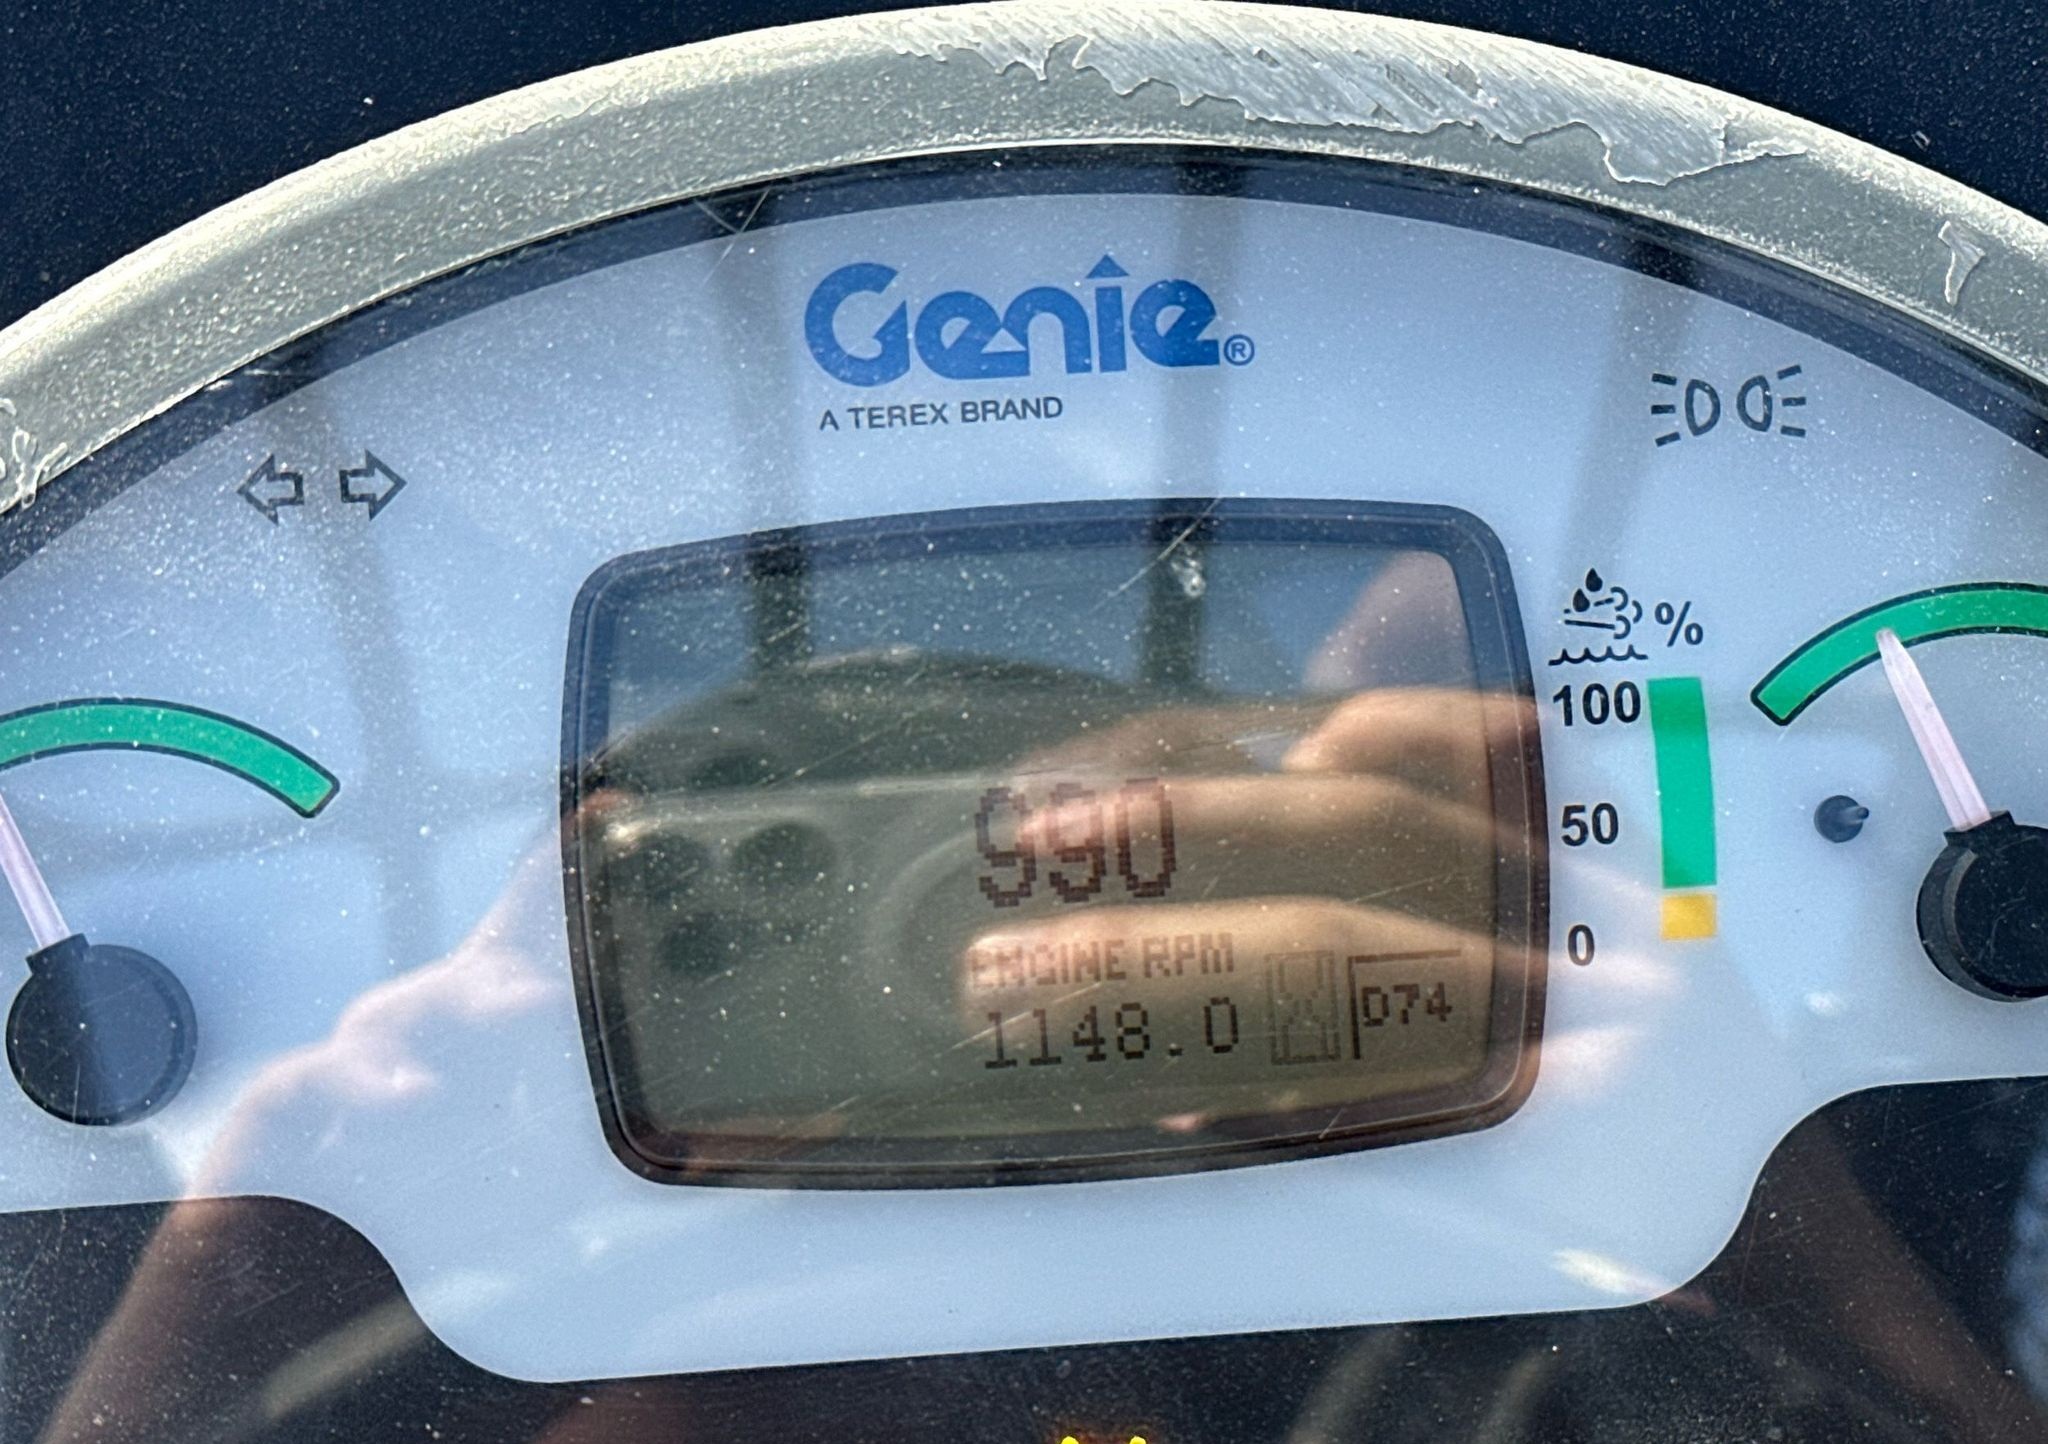 Genie®
A TEREX BRAND
%
100
50
0
990
ENGINE RPM
1148.0
D74